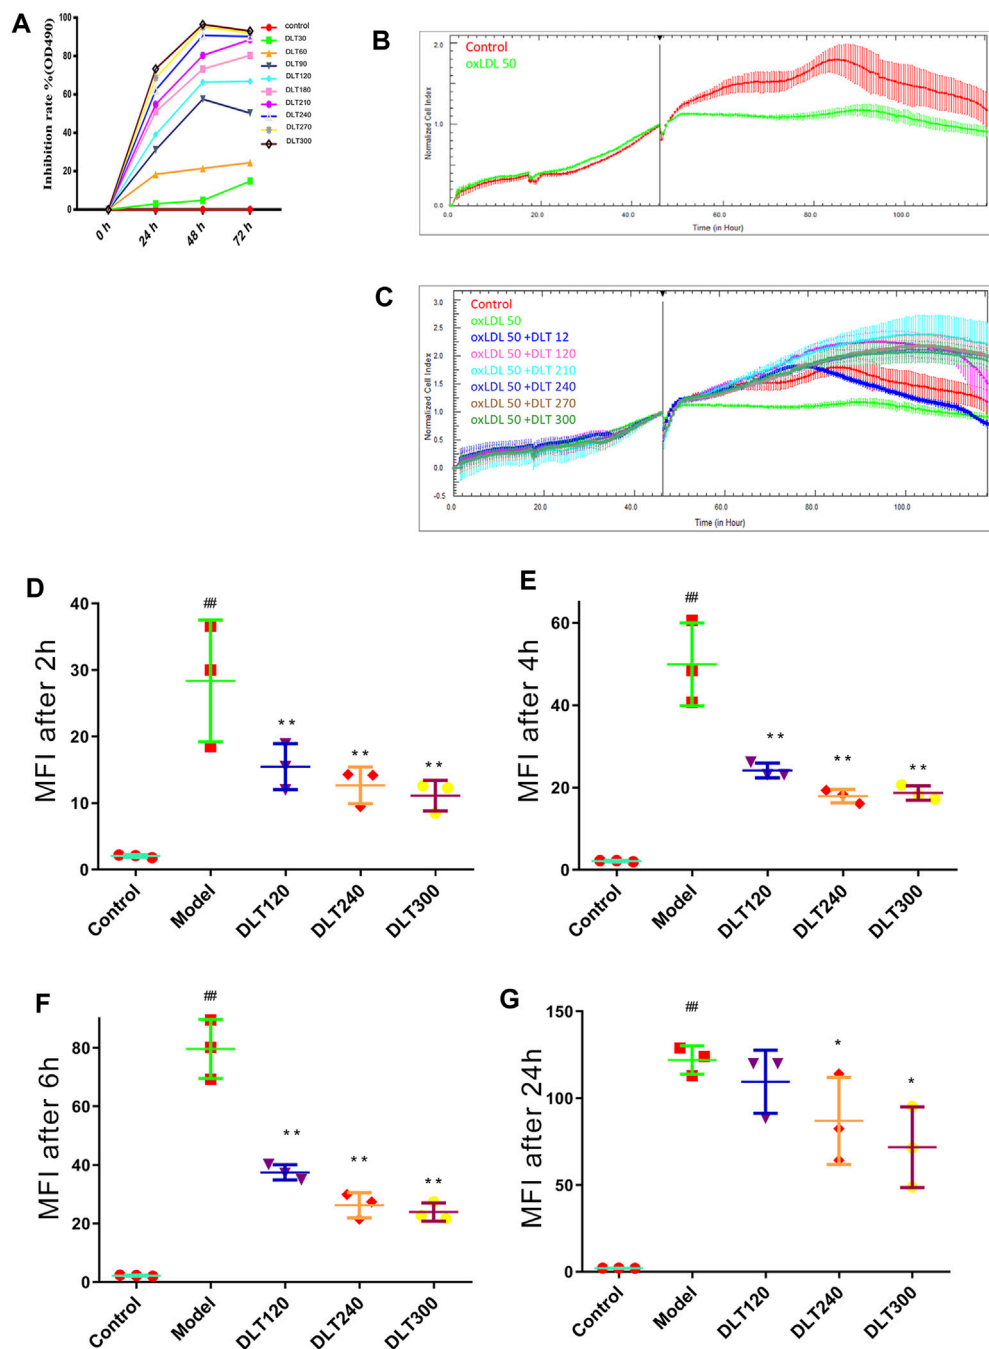 A
Inhibition rate %(OD490)
100
80
60
40
20
0
0 h
24 h
48 h
72 h
control
DLT30
DLT60
DLT90
DLT120
DLT180
DLT210
DLT240
DLT270
DLT300
B
Control
oxLDL 50
Normalized Cell Index
2.0
1.0
0.0
0.0
20.0
40.0
60.0
80.0
100.0
Time (in Hour)
C
Control
oxLDL 50
oxLDL 50 +DLT 12
oxLDL 50 +DLT 120
oxLDL 50 +DLT 210
oxLDL 50 +DLT 240
oxLDL 50 +DLT 270
oxLDL 50 +DLT 300
Normalized Cell Index
3.0
2.5
2.0
1.5
1.0
0.5
0.0
-0.5
0.0
20.0
40.0
60.0
80.0
100.0
Time (in Hour)
D
MFI after 2h
40
30
20
10
0
##
* *
* *
* *
Control
Model
DLT120
DLT240
DLT300
E
MFI after 4h
60
40
20
0
##
* *
* *
* *
Control
Model
DLT120
DLT240
DLT300
F
MFI after 6h
80
60
40
20
0
##
* *
* *
* *
Control
Model
DLT120
DLT240
DLT300
G
MFI after 24h
150
100
50
0
##
*
*
Control
Model
DLT120
DLT240
DLT300